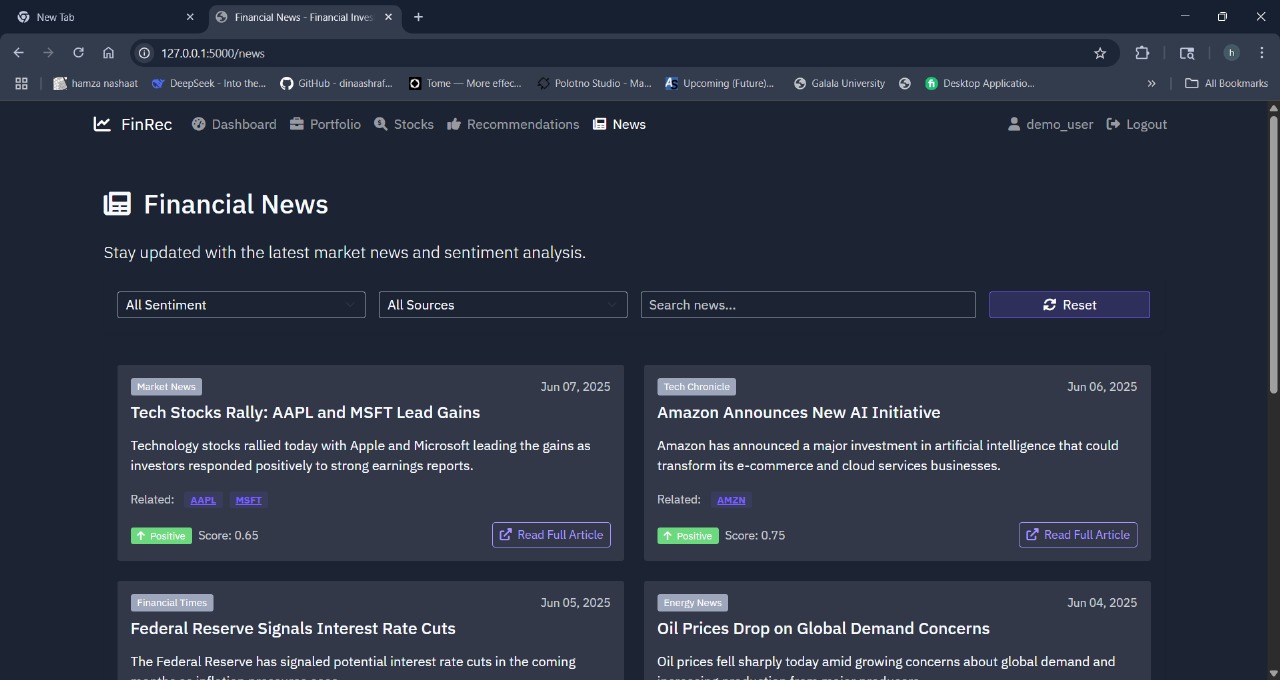 New Tab
Financial News - Financial Inves
127.0.0.1:5000/news
h
hamza nashaat
DeepSeek - Into the...
GitHub - dinaashraf...
Tome — More effec...
Polotno Studio - Ma...
Upcoming (Future)...
Galala University
Desktop Applicatio...
»
All Bookmarks
FinRec
Dashboard
Portfolio
Stocks
Recommendations
News
demo_user
Logout
Financial News
Stay updated with the latest market news and sentiment analysis.
All Sentiment
All Sources
Search news...
Reset
Market News
Jun 07, 2025
Tech Stocks Rally: AAPL and MSFT Lead Gains
Technology stocks rallied today with Apple and Microsoft leading the gains as
investors responded positively to strong earnings reports.
Related: AAPL MSFT
Positive Score: 0.65
Read Full Article
Tech Chronicle
Jun 06, 2025
Amazon Announces New AI Initiative
Amazon has announced a major investment in artificial intelligence that could
transform its e-commerce and cloud services businesses.
Related: AMZN
Positive Score: 0.75
Read Full Article
Financial Times
Jun 05, 2025
Federal Reserve Signals Interest Rate Cuts
The Federal Reserve has signaled potential interest rate cuts in the coming
Energy News
Jun 04, 2025
Oil Prices Drop on Global Demand Concerns
Oil prices fell sharply today amid growing concerns about global demand and